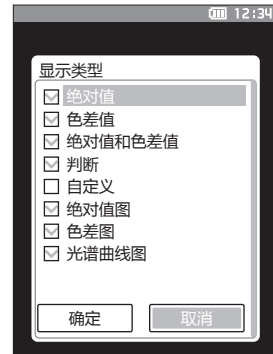 12:34
显示类型
绝对值
色差值
绝对值和色差值
判断
自定义
绝对值图
色差图
光谱曲线图
确定 取消